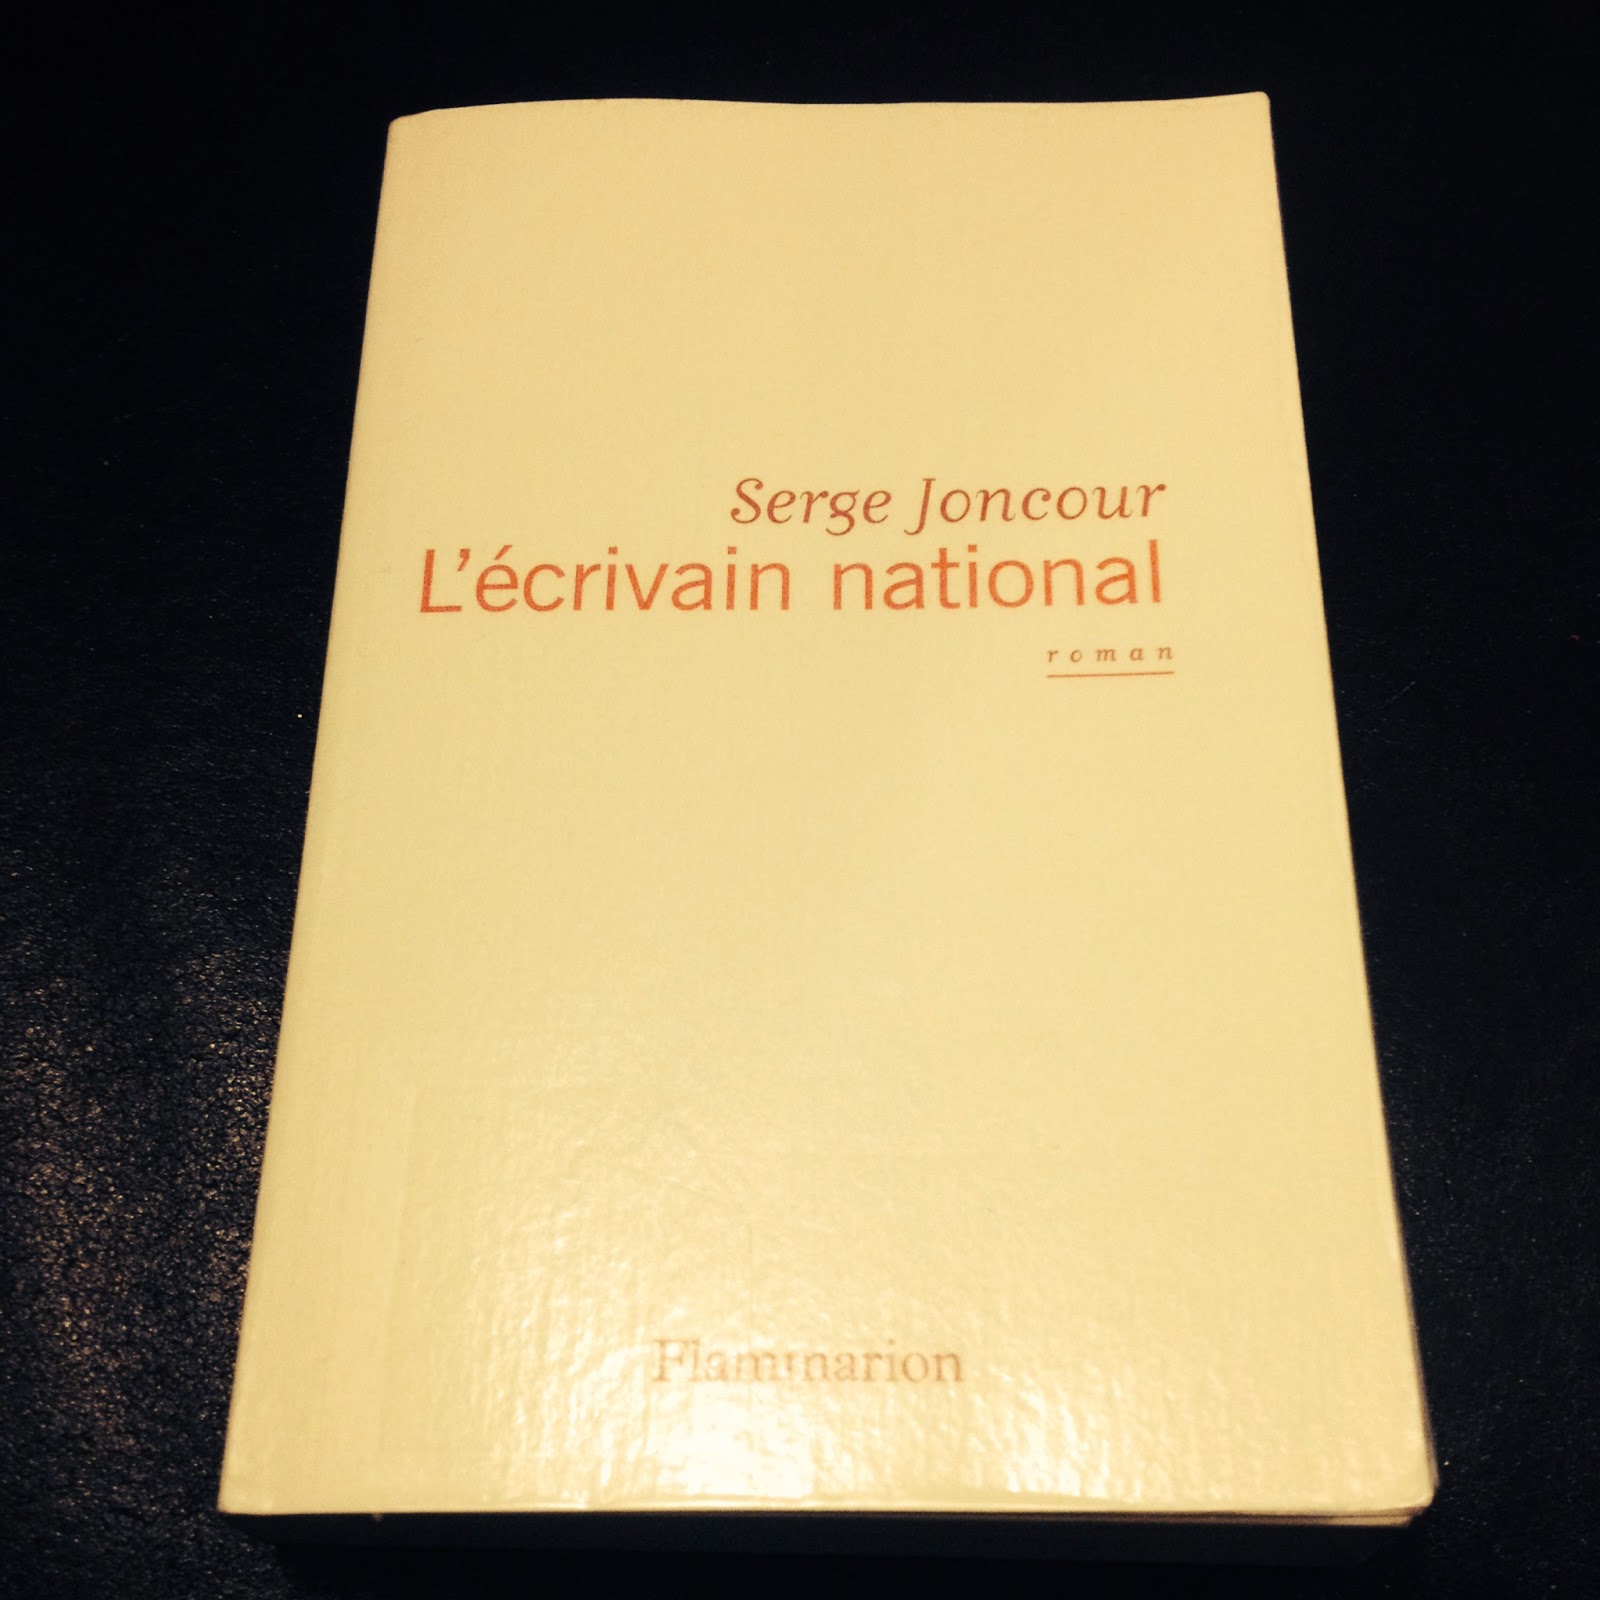 Serge Joncour
L'écrivain national
roman
Flammarion